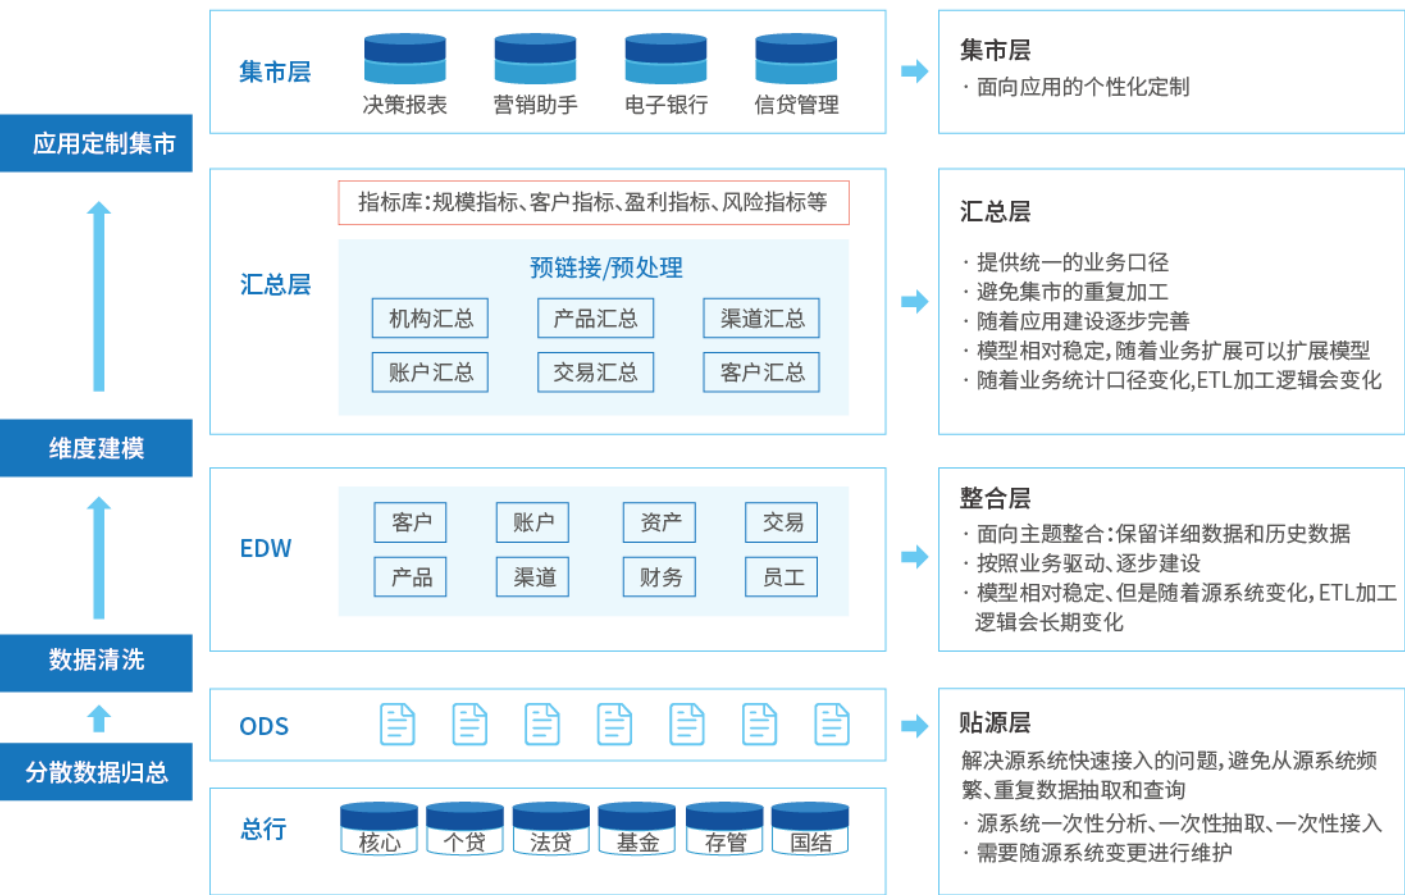 应用定制集市
维度建模
数据清洗
分散数据归总
集市层
决策报表
营销助手
电子银行
信贷管理
集市层
· 面向应用的个性化定制
汇总层
指标库:规模指标、客户指标、盈利指标、风险指标等
预链接/预处理
机构汇总
产品汇总
渠道汇总
账户汇总
交易汇总
客户汇总
汇总层
· 提供统一的业务口径
· 避免集市的重复加工
· 随着应用建设逐步完善
· 模型相对稳定,随着业务扩展可以扩展模型
· 随着业务统计口径变化,ETL加工逻辑会变化
EDW
客户
账户
资产
交易
产品
渠道
财务
员工
整合层
· 面向主题整合:保留详细数据和历史数据
· 按照业务驱动、逐步建设
· 模型相对稳定、但是随着源系统变化,ETL加工
逻辑会长期变化
ODS
贴源层
解决源系统快速接入的问题,避免从源系统频
繁、重复数据抽取和查询
· 源系统一次性分析、一次性抽取、一次性接入
· 需要随源系统变更进行维护
总行
核心
个贷
法贷
基金
存管
国结